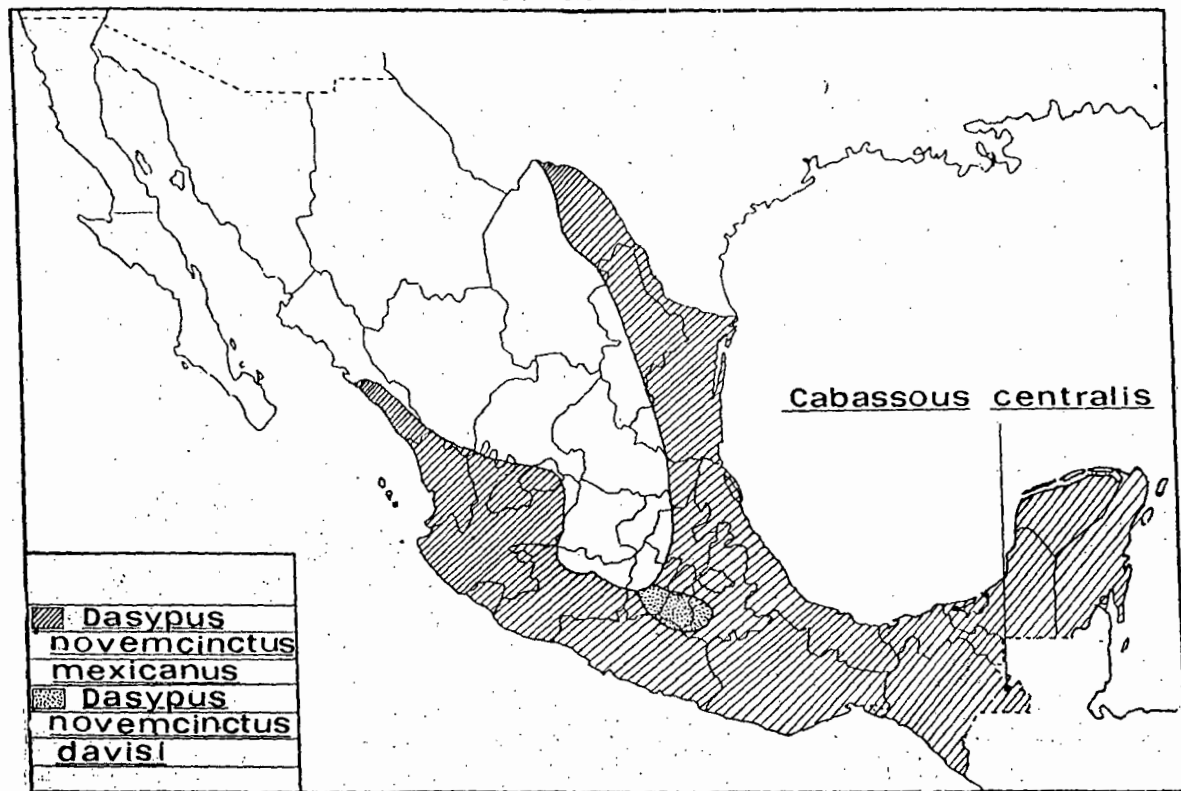 Cabassous centralis
Dasypus
novemcinctus
mexicanus
Dasypus
novemcinctus
davisi